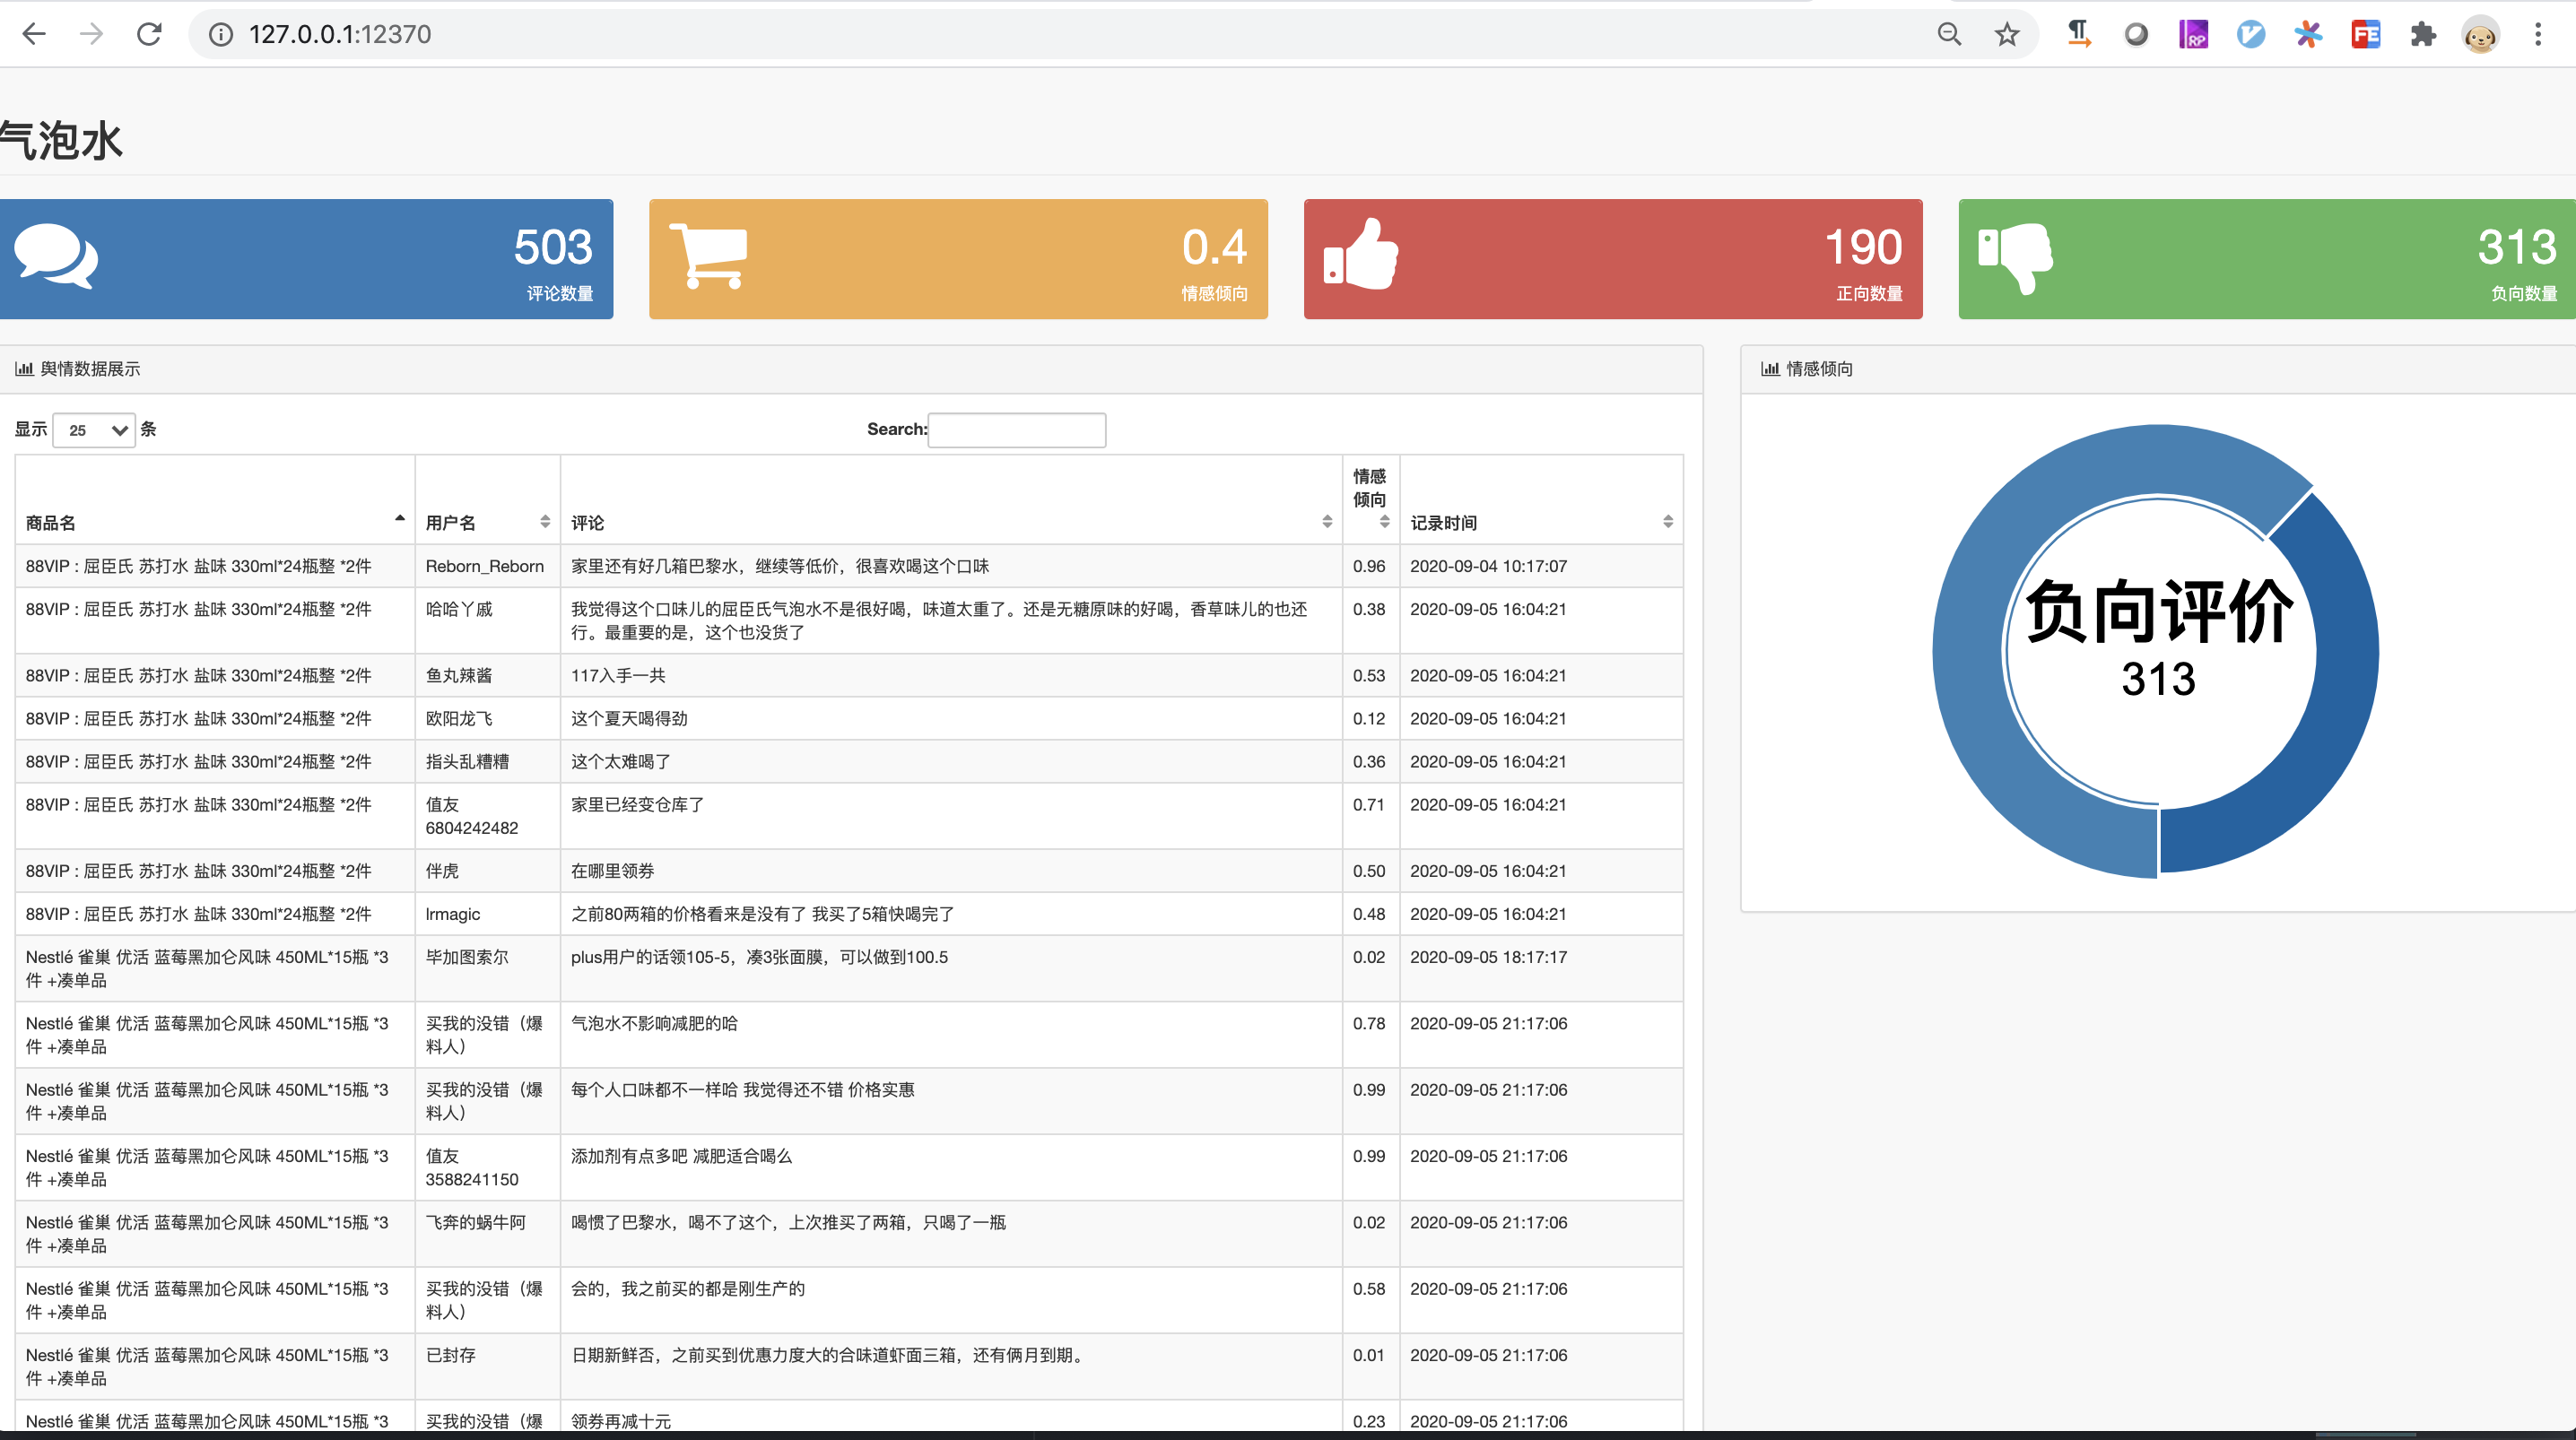 127.0.0.1:12370
气泡水
503
评论数量
0.4
情感倾向
190
正向数量
313
负向数量
舆情数据展示
显示 25 条
Search:
商品名 用户名 评论 情感倾向 记录时间
88VIP : 屈臣氏 苏打水 盐味 330ml*24瓶整 *2件 Reborn_Reborn 家里还有好几箱巴黎水，继续等低价，很喜欢喝这个口味 0.96 2020-09-04 10:17:07
88VIP : 屈臣氏 苏打水 盐味 330ml*24瓶整 *2件 哈哈丫戚 我觉得这个口味儿的屈臣氏气泡水不是很好喝，味道太重了。还是无糖原味的好喝，香草味儿的也还 0.38 2020-09-05 16:04:21
行。最重要的是，这个也没货了
88VIP : 屈臣氏 苏打水 盐味 330ml*24瓶整 *2件 鱼丸辣酱 117入手一共 0.53 2020-09-05 16:04:21
88VIP : 屈臣氏 苏打水 盐味 330ml*24瓶整 *2件 欧阳龙飞 这个夏天喝得劲 0.12 2020-09-05 16:04:21
88VIP : 屈臣氏 苏打水 盐味 330ml*24瓶整 *2件 指头乱糟糟 这个太难喝了 0.36 2020-09-05 16:04:21
88VIP : 屈臣氏 苏打水 盐味 330ml*24瓶整 *2件 值友 家里已经变仓库了 0.71 2020-09-05 16:04:21
6804242482
88VIP : 屈臣氏 苏打水 盐味 330ml*24瓶整 *2件 伴虎 在哪里领券 0.50 2020-09-05 16:04:21
88VIP : 屈臣氏 苏打水 盐味 330ml*24瓶整 *2件 lrmagic 之前80两箱的价格看来是没有了 我买了5箱快喝完了 0.48 2020-09-05 16:04:21
Nestlé 雀巢 优活 蓝莓黑加仑风味 450ML*15瓶 *3 毕加图索尔 plus用户的话领105-5，凑3张面膜，可以做到100.5 0.02 2020-09-05 18:17:17
件 +凑单品
Nestlé 雀巢 优活 蓝莓黑加仑风味 450ML*15瓶 *3 买我的没错（爆 气泡水不影响减肥的哈 0.78 2020-09-05 21:17:06
件 +凑单品 料人）
Nestlé 雀巢 优活 蓝莓黑加仑风味 450ML*15瓶 *3 买我的没错（爆 每个人口味都不一样哈 我觉得还不错 价格实惠 0.99 2020-09-05 21:17:06
件 +凑单品 料人）
Nestlé 雀巢 优活 蓝莓黑加仑风味 450ML*15瓶 *3 值友 添加剂有点多吧 减肥适合喝么 0.99 2020-09-05 21:17:06
件 +凑单品 3588241150
Nestlé 雀巢 优活 蓝莓黑加仑风味 450ML*15瓶 *3 飞奔的蜗牛阿 喝惯了巴黎水，喝不了这个，上次推买了两箱，只喝了一瓶 0.02 2020-09-05 21:17:06
件 +凑单品
Nestlé 雀巢 优活 蓝莓黑加仑风味 450ML*15瓶 *3 买我的没错（爆 会的，我之前买的都是刚生产的 0.58 2020-09-05 21:17:06
件 +凑单品 料人）
Nestlé 雀巢 优活 蓝莓黑加仑风味 450ML*15瓶 *3 已封存 日期新鲜否，之前买到优惠力度大的合味道虾面三箱，还有俩月到期。 0.01 2020-09-05 21:17:06
件 +凑单品
Nestlé 雀巢 优活 蓝莓黑加仑风味 450ML*15瓶 *3 买我的没错（爆 领券再减十元 0.23 2020-09-05 21:17:06
情感倾向
负向评价
313
RP
FE